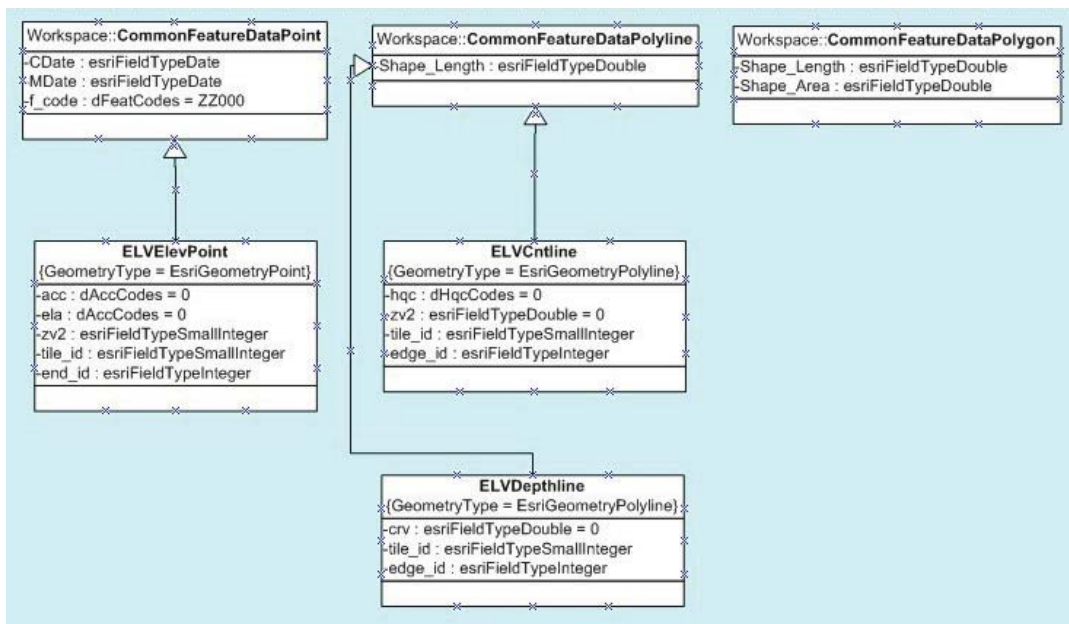 Workspace::CommonFeatureDataPoint
-CDate : esriFieldTypeDate
-MDate : esriFieldTypeDate
-f_code : dFeatCodes = ZZ000
Workspace::CommonFeatureDataPolyline
-Shape_Length : esriFieldTypeDouble
Workspace::CommonFeatureDataPolygon
-Shape_Length : esriFieldTypeDouble
-Shape_Area : esriFieldTypeDouble
ELVElevPoint
{GeometryType = EsriGeometryPoint}
-acc : dAccCodes = 0
-ela : dAccCodes = 0
-zv2 : esriFieldTypeSmallInteger
-tile_id : esriFieldTypeSmallInteger
-end_id : esriFieldTypeInteger
ELVCntline
{GeometryType = EsriGeometryPolyline}
-hqc : dHqcCodes = 0
-zv2 : esriFieldTypeDouble = 0
-tile_id : esriFieldTypeSmallInteger
-edge_id : esriFieldTypeInteger
ELVDepthline
{GeometryType = EsriGeometryPolyline}
-crv : esriFieldTypeDouble = 0
-tile_id : esriFieldTypeSmallInteger
-edge_id : esriFieldTypeInteger